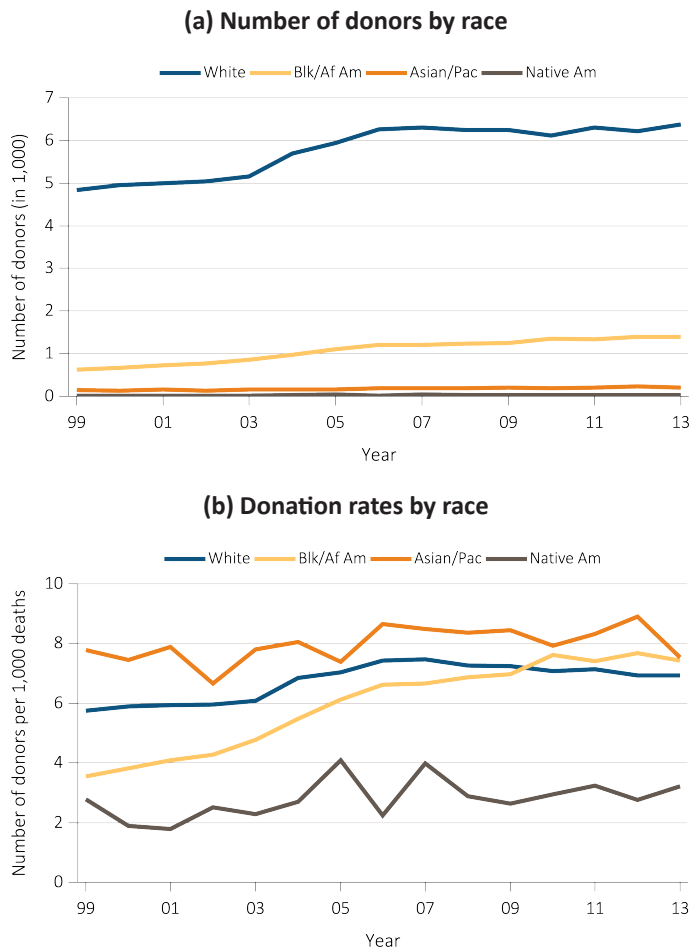 (a) Number of donors by race
White Blk/Af Am Asian/Pac Native Am
7
6
5
4
3
2
1
0
Number of donors (in 1,000)
99 01 03 05 07 09 11 13
Year
(b) Donation rates by race
White Blk/Af Am Asian/Pac Native Am
10
8
6
4
2
0
Number of donors per 1,000 deaths
99 01 03 05 07 09 11 13
Year